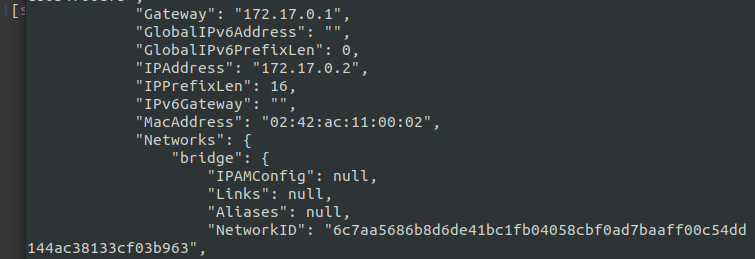 ![s
"Gateway": "172.17.0.1",
"GlobalIPv6Address": "",
"GlobalIPv6PrefixLen": 0,
"IPAddress": "172.17.0.2",
"IPPrefixLen": 16,
"IPv6Gateway": "",
"MacAddress": "02:42:ac:11:00:02",
"Networks": {
"bridge": {
"IPAMConfig": null,
"Links": null,
"Aliases": null,
"NetworkID": "6c7aa5686b8d6de41bc1fb04058cbf0ad7baaff00c54dd
144ac38133cf03b963",